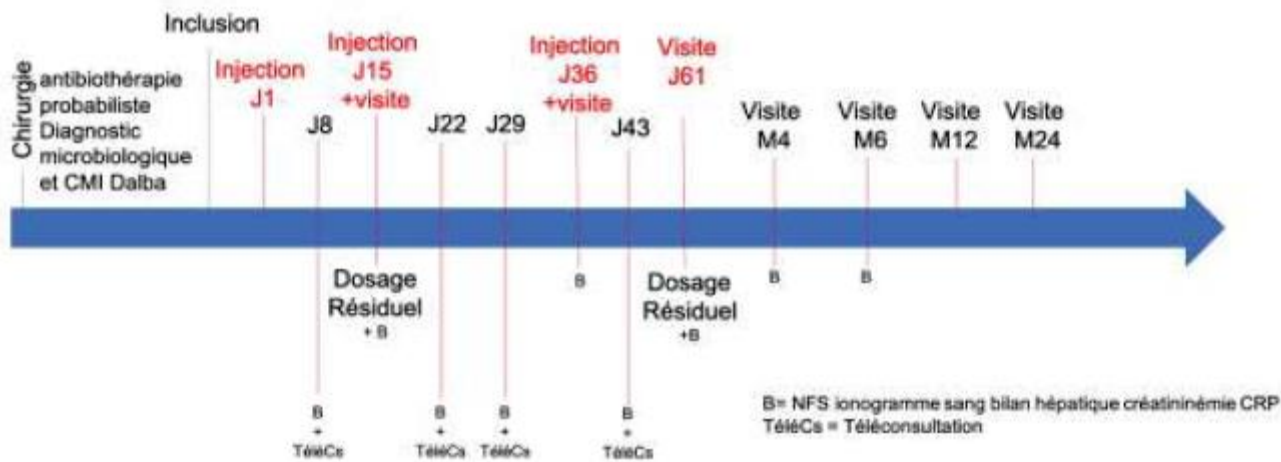 Inclusion
Chirurgie
antibiothérapie
probabiliste
Diagnostic
microbiologique
et CMI Dalba
Injection
J1
J8
Injection
J15
+visite
J22
J29
Injection
J36
+visite
J43
Visite
J61
Visite
M4
Visite
M6
Visite
M12
Visite
M24
Dosage
Résiduel
+ B
B
Dosage
Résiduel
+B
B
B
B
+
TéléCs
B
+
TéléCs
B
+
TéléCs
B
+
TéléCs
B= NFS ionogramme sang bilan hépatique créatininémie CRP
TéléCs = Téléconsultation